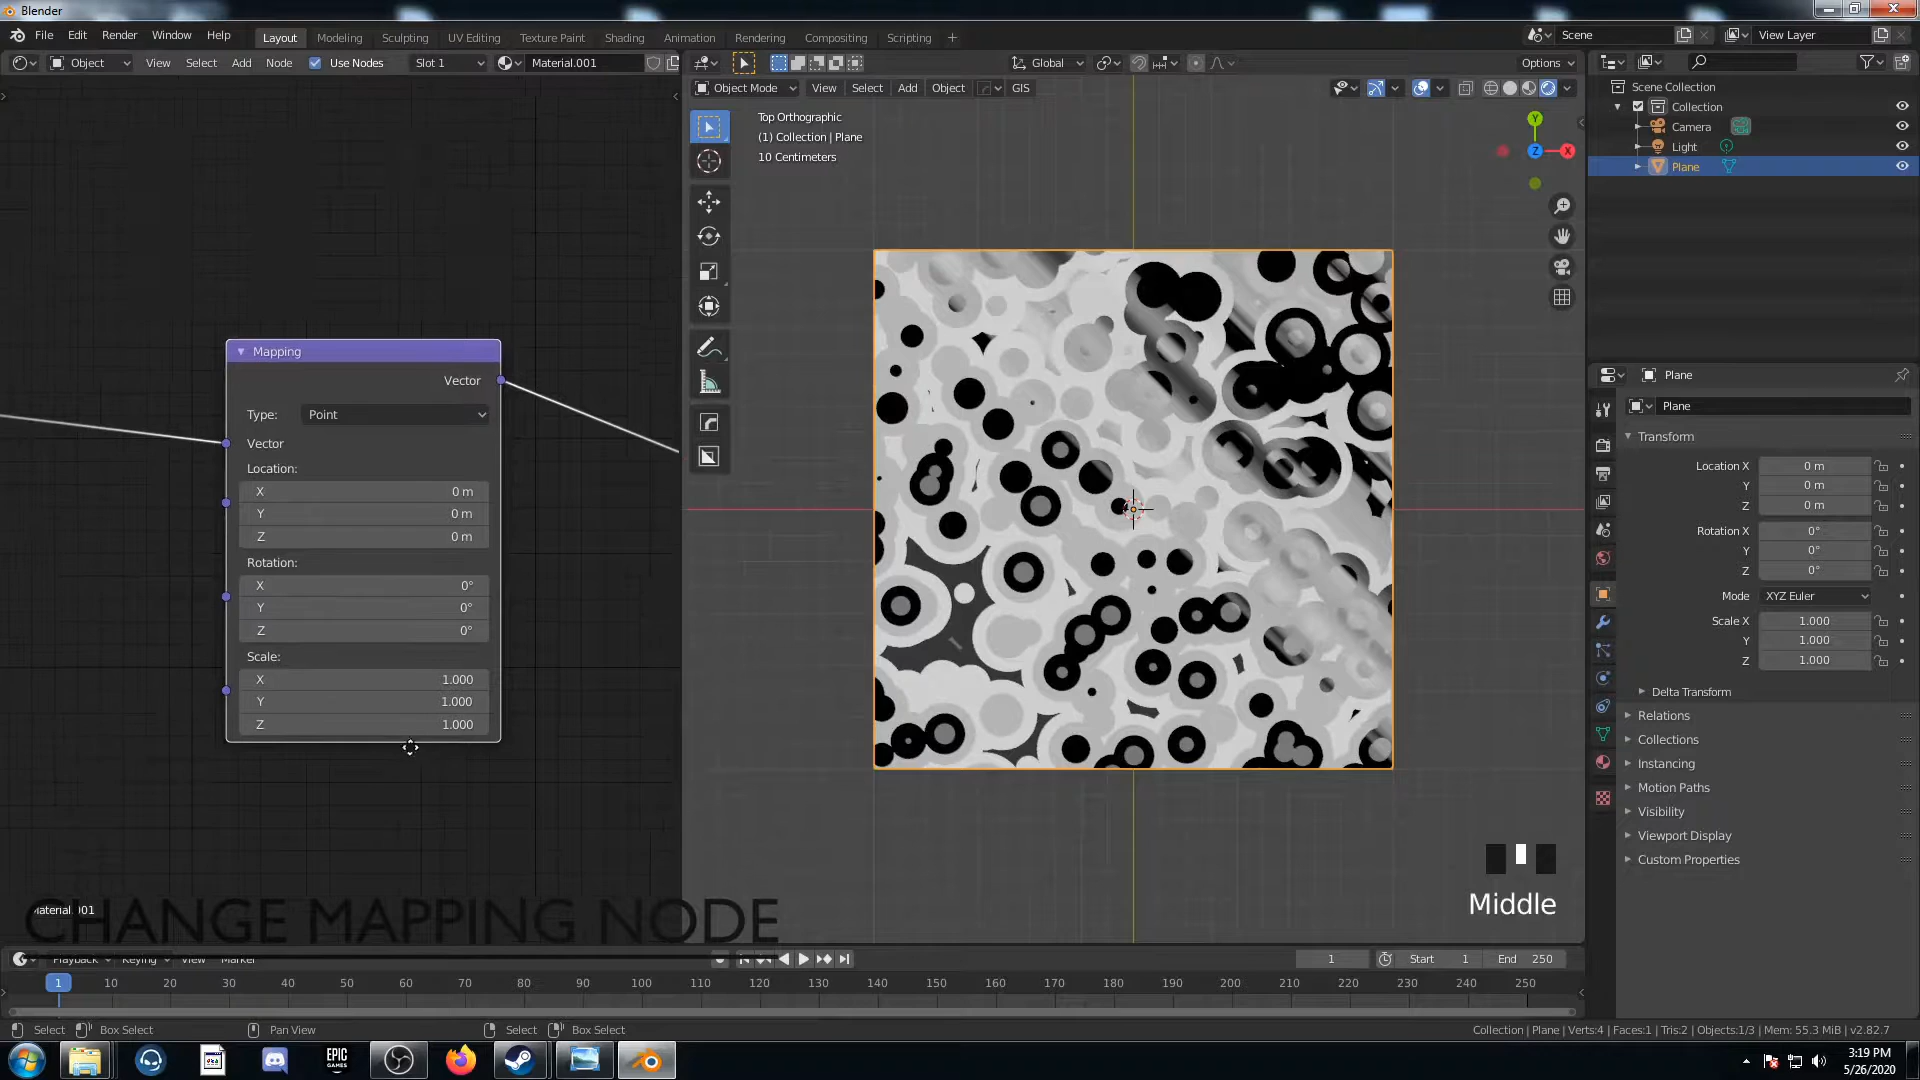 Blender
File Edit Render Window Help Layout Modeling Sculpting UV Editing Texture Paint Shading Animation Rendering Compositing Scripting + Scene View Layer
Object View Select Add Node Use Nodes Slot 1 Material.001 Global Options
Object Mode View Select Add Object GIS
Top Orthographic
(1) Collection | Plane
10 Centimeters
Y
Z
X
Scene Collection
Collection
Camera
Light
Plane
Mapping
Vector
Type: Point
Vector
Location:
X 0 m
Y 0 m
Z 0 m
Rotation:
X 0°
Y 0°
Z 0°
Scale:
X 1.000
Y 1.000
Z 1.000
Plane
Plane
Transform
Location X 0 m
Y 0 m
Z 0 m
Rotation X 0°
Y 0°
Z 0°
Mode XYZ Euler
Scale X 1.000
Y 1.000
Z 1.000
Delta Transform
Relations
Collections
Instancing
Motion Paths
Visibility
Viewport Display
Custom Properties
Middle
Material.001
CHANGE MAPPING NODE
Playback Keying View Marker 1 Start 1 End 250
1 10 20 30 40 50 60 70 80 90 100 110 120 130 140 150 160 170 180 190 200 210 220 230 240 250
Select Box Select Pan View Select Box Select Collection | Plane | Verts:4 | Faces:1 | Tris:2 | Objects:1/3 | Mem: 55.3 MiB | v2.82.7
EPIC
GAMES
3:19 PM
5/26/2020